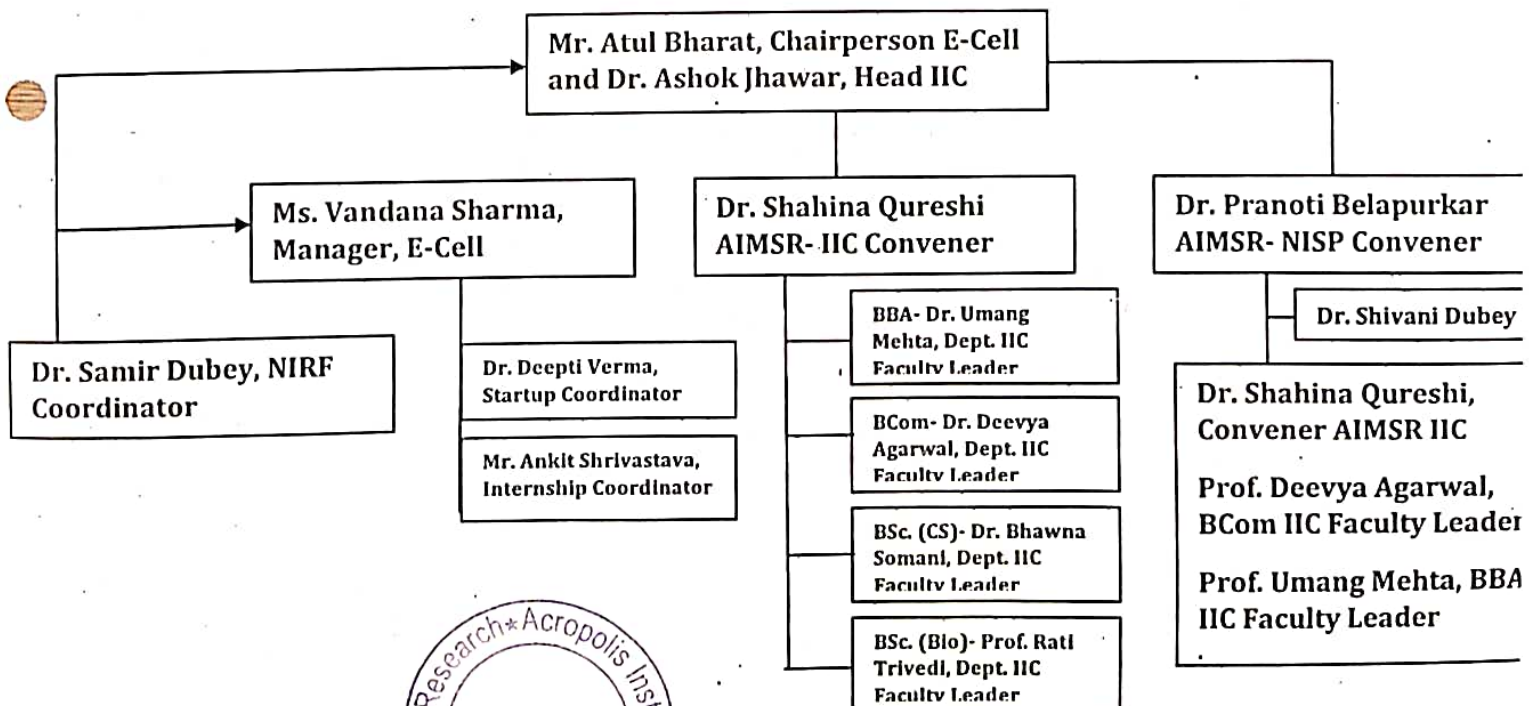 Mr. Atul Bharat, Chairperson E-Cell
and Dr. Ashok Jhawar, Head IIC
Ms. Vandana Sharma,
Manager, E-Cell
Dr. Shahina Qureshi
AIMSR- IIC Convener
Dr. Pranoti Belapurkar
AIMSR- NISP Convener
Dr. Samir Dubey, NIRF
Coordinator
Dr. Deepti Verma,
Startup Coordinator
Mr. Ankit Shrivastava,
Internship Coordinator
BBA- Dr. Umang
Mehta, Dept. IIC
Faculty Leader
BCom- Dr. Deevya
Agarwal, Dept. IIC
Faculty Leader
BSc. (CS)- Dr. Bhawna
Somani, Dept. IIC
Faculty Leader
BSc. (Bio)- Prof. Rati
Trivedi, Dept. IIC
Faculty Leader
Dr. Shivani Dubey
Dr. Shahina Qureshi,
Convener AIMSR IIC
Prof. Deevya Agarwal,
BCom IIC Faculty Leader
Prof. Umang Mehta, BBA
IIC Faculty Leader
Research* Acropolis